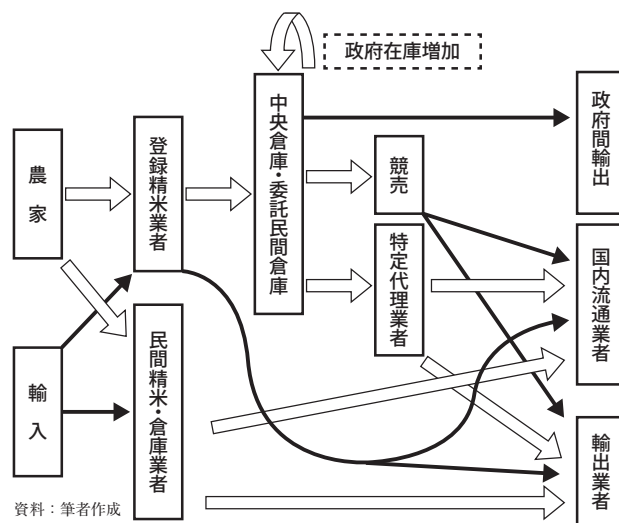 政府在庫増加
農家
輸入
登録精米業者
民間精米・倉庫業者
中央倉庫・委託民間倉庫
競売
特定代理業者
政府間輸出
国内流通業者
輸出業者
資料：筆者作成